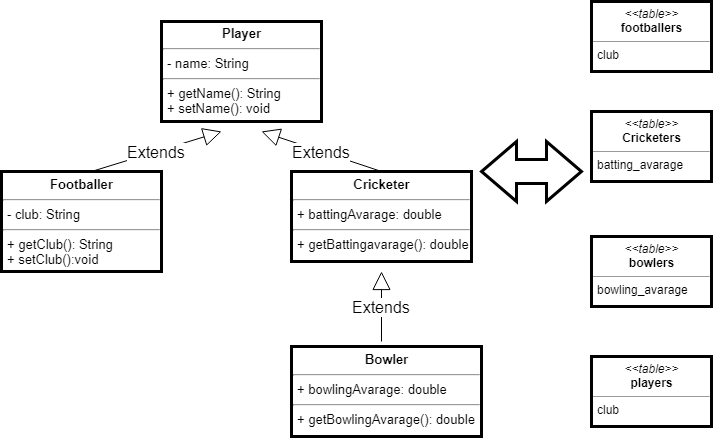 Player
- name: String
+ getName(): String
+ setName(): void
Extends
Extends
Footballer
- club: String
+ getClub(): String
+ setClub():void
Cricketer
+ battingAvarage: double
+ getBattingavarage(): double
Extends
Bowler
+ bowlingAvarage: double
+ getBowlingAvarage(): double
<<table>>
footballers
club
<<table>>
Cricketers
batting_avarage
<<table>>
bowlers
bowling_avarage
<<table>>
players
club